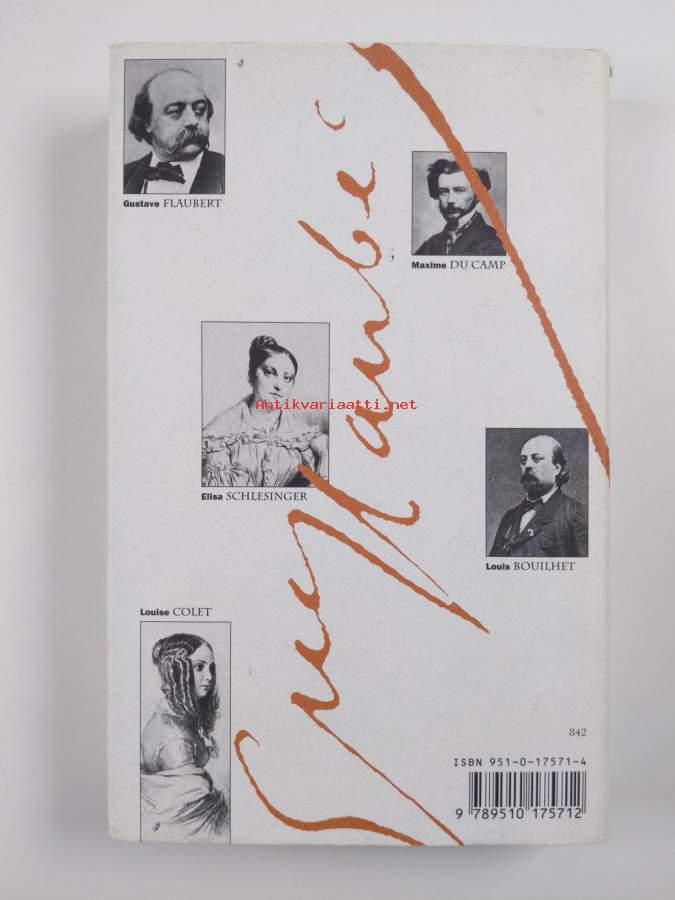 Gustave FLAUBERT
Maxime DU CAMP
Antikvariaatti.net
Elisa SCHLESINGER
Louis BOUILHET
Louise COLET
842
ISBN 951-0-17571-4
9 789510 175712